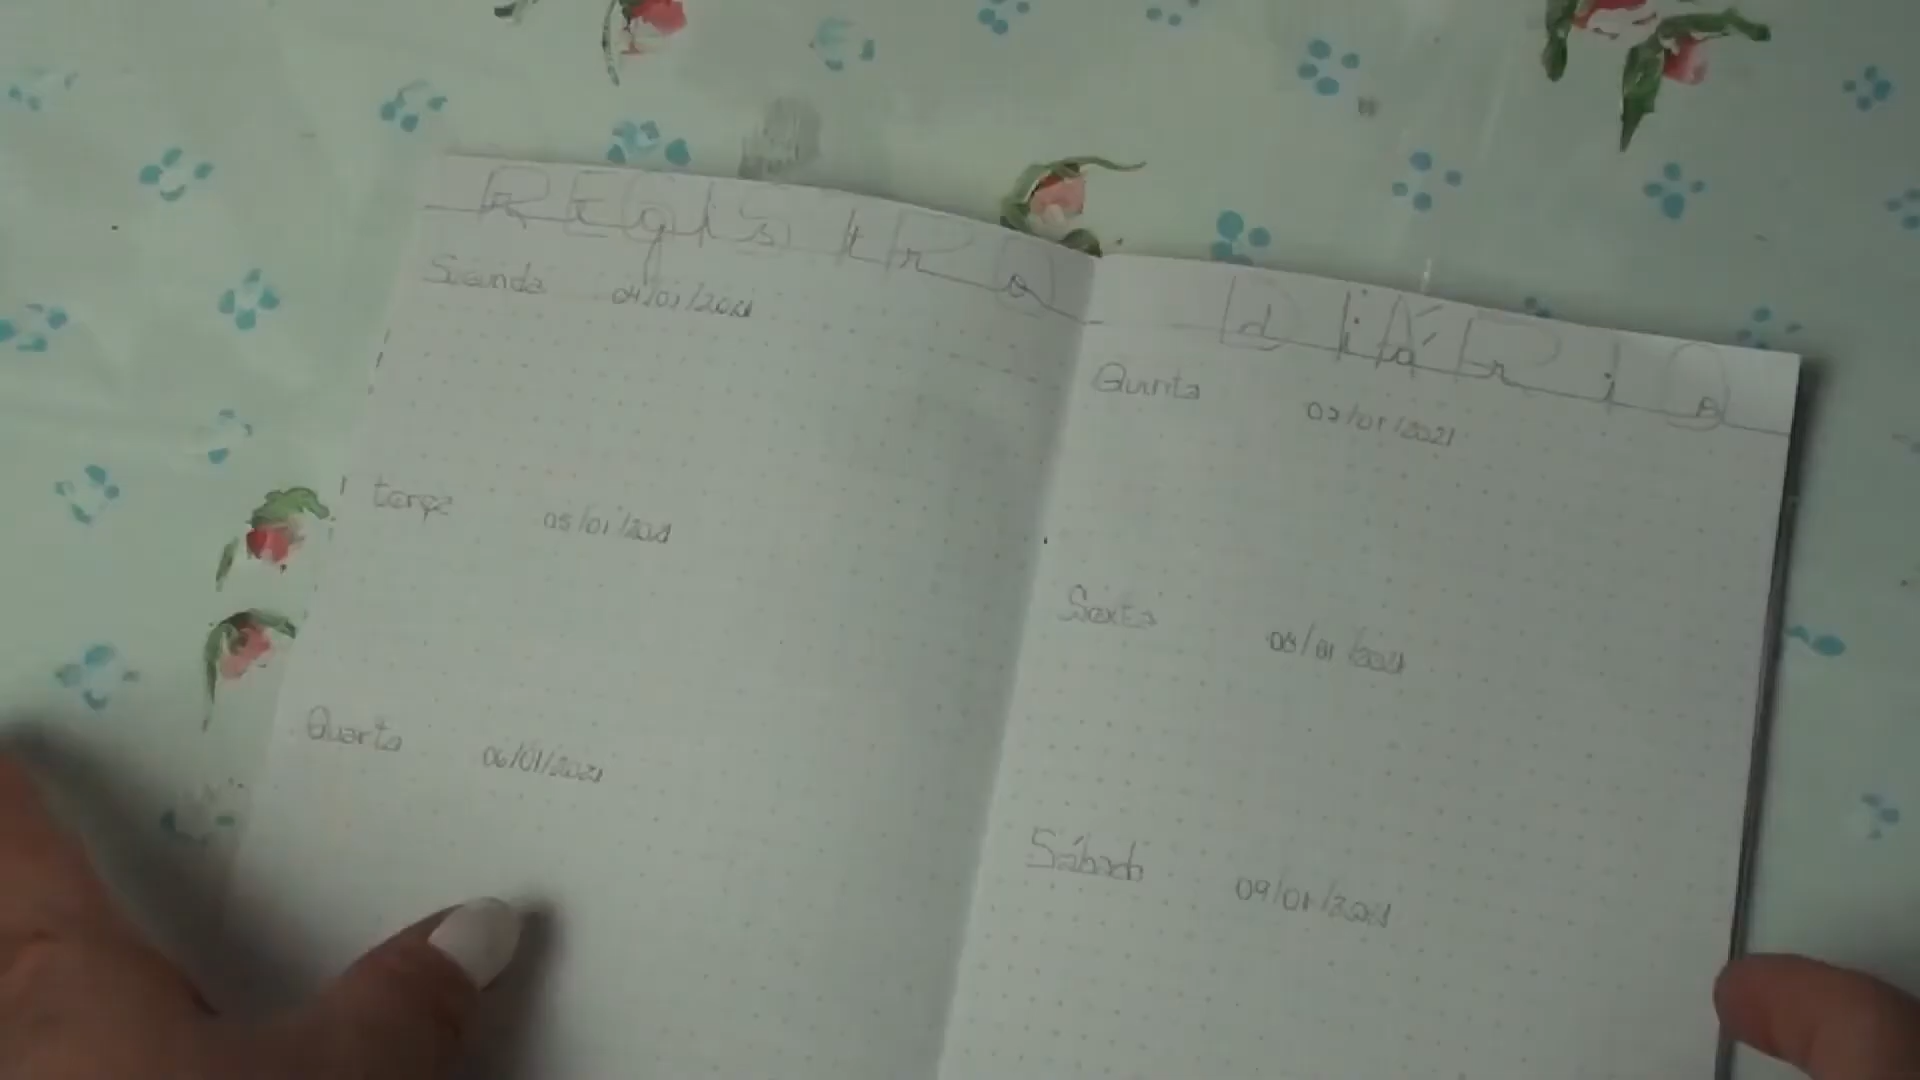 Registro Diário
Segunda 04/01/2021
terça 05/01/2021
Quarta 06/01/2021
Quinta 07/01/2021
Sexta 08/01/2021
Sábado 09/01/2021